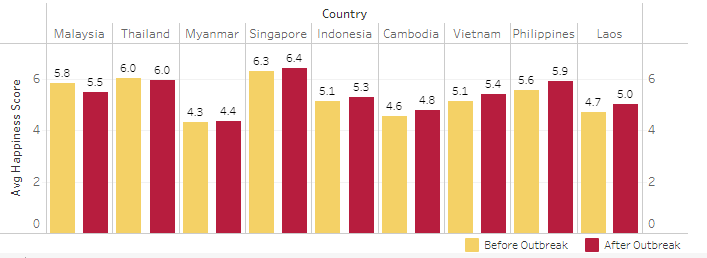 Country
Malaysia Thailand Myanmar Singapore Indonesia Cambodia Vietnam Philippines Laos
5.8 5.5 6.0 6.0 4.3 4.4 6.3 6.4 5.1 5.3 4.6 4.8 5.1 5.4 5.6 5.9 4.7 5.0
Avg Happiness Score
6 6
4 4
2 2
0 0
Before Outbreak After Outbreak